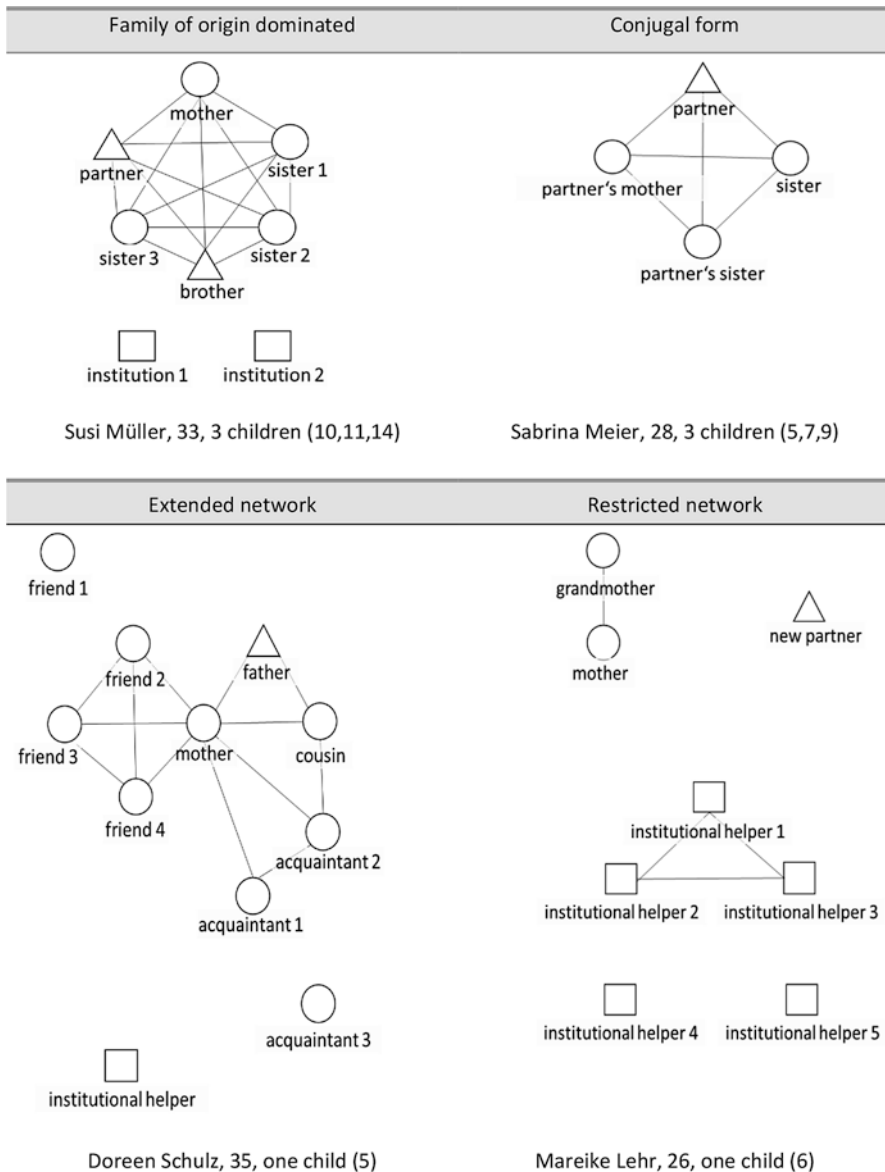 Family of origin dominated
Conjugal form
mother
partner
sister 1
sister 3
sister 2
brother
institution 1
institution 2
partner
partner‘s mother
sister
partner‘s sister
Susi Müller, 33, 3 children (10,11,14)
Sabrina Meier, 28, 3 children (5,7,9)
Extended network
Restricted network
friend 1
friend 2
father
friend 3
mother
cousin
friend 4
acquaintant 2
acquaintant 1
acquaintant 3
institutional helper
grandmother
new partner
mother
institutional helper 1
institutional helper 2
institutional helper 3
institutional helper 4
institutional helper 5
Doreen Schulz, 35, one child (5)
Mareike Lehr, 26, one child (6)